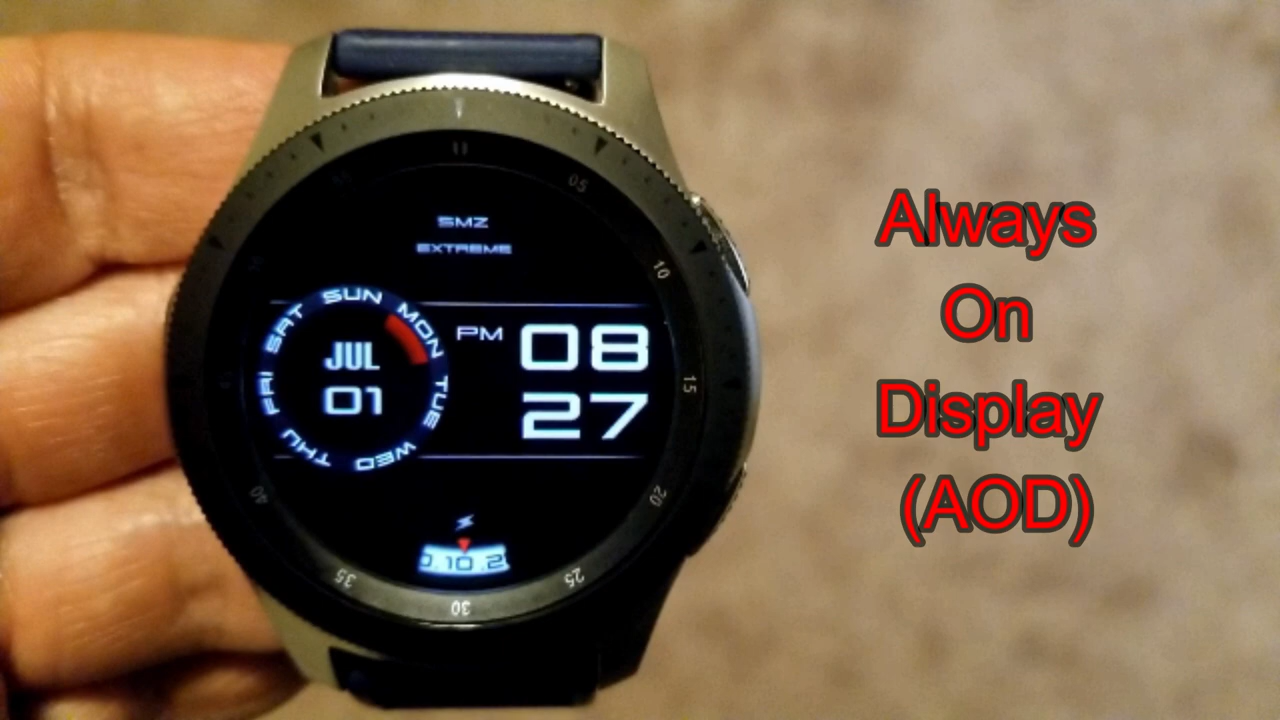 SMZ
EXTREME
SUN
MON
TUE
WED
THU
FRI
SAT
JUL
01
PM
08
27
0.10.2
05
10
15
20
25
30
35
40
Always
On
Display
(AOD)